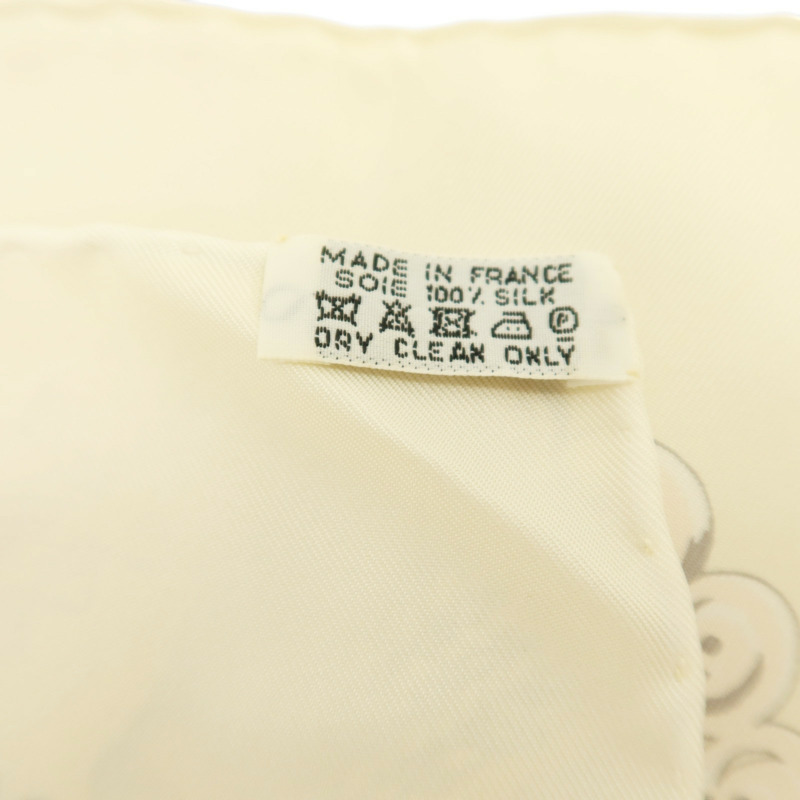 MADE IN FRANCE
SOIE 100% SILK
P
DRY CLEAN ONLY